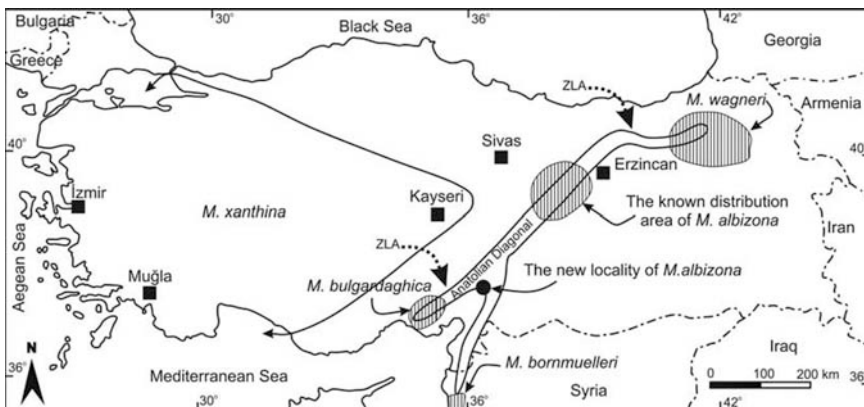 30°
36°
42°
Bulgaria
Black Sea
Georgia
Greece
ZLA
M. wagneri
Armenia
Sivas
40°
40°
Erzincan
Izmir
Kayseri
M. xanthina
The known distribution
area of M. albizona
Iran
Aegean Sea
ZLA
Anatolian Diagonal
Muğla
M. bulgardaghica
The new locality of M.albizona
N
36°
Mediterranean Sea
M. bornmuelleri
Syria
Iraq
36°
0 100 200 km
30°
36°
42°